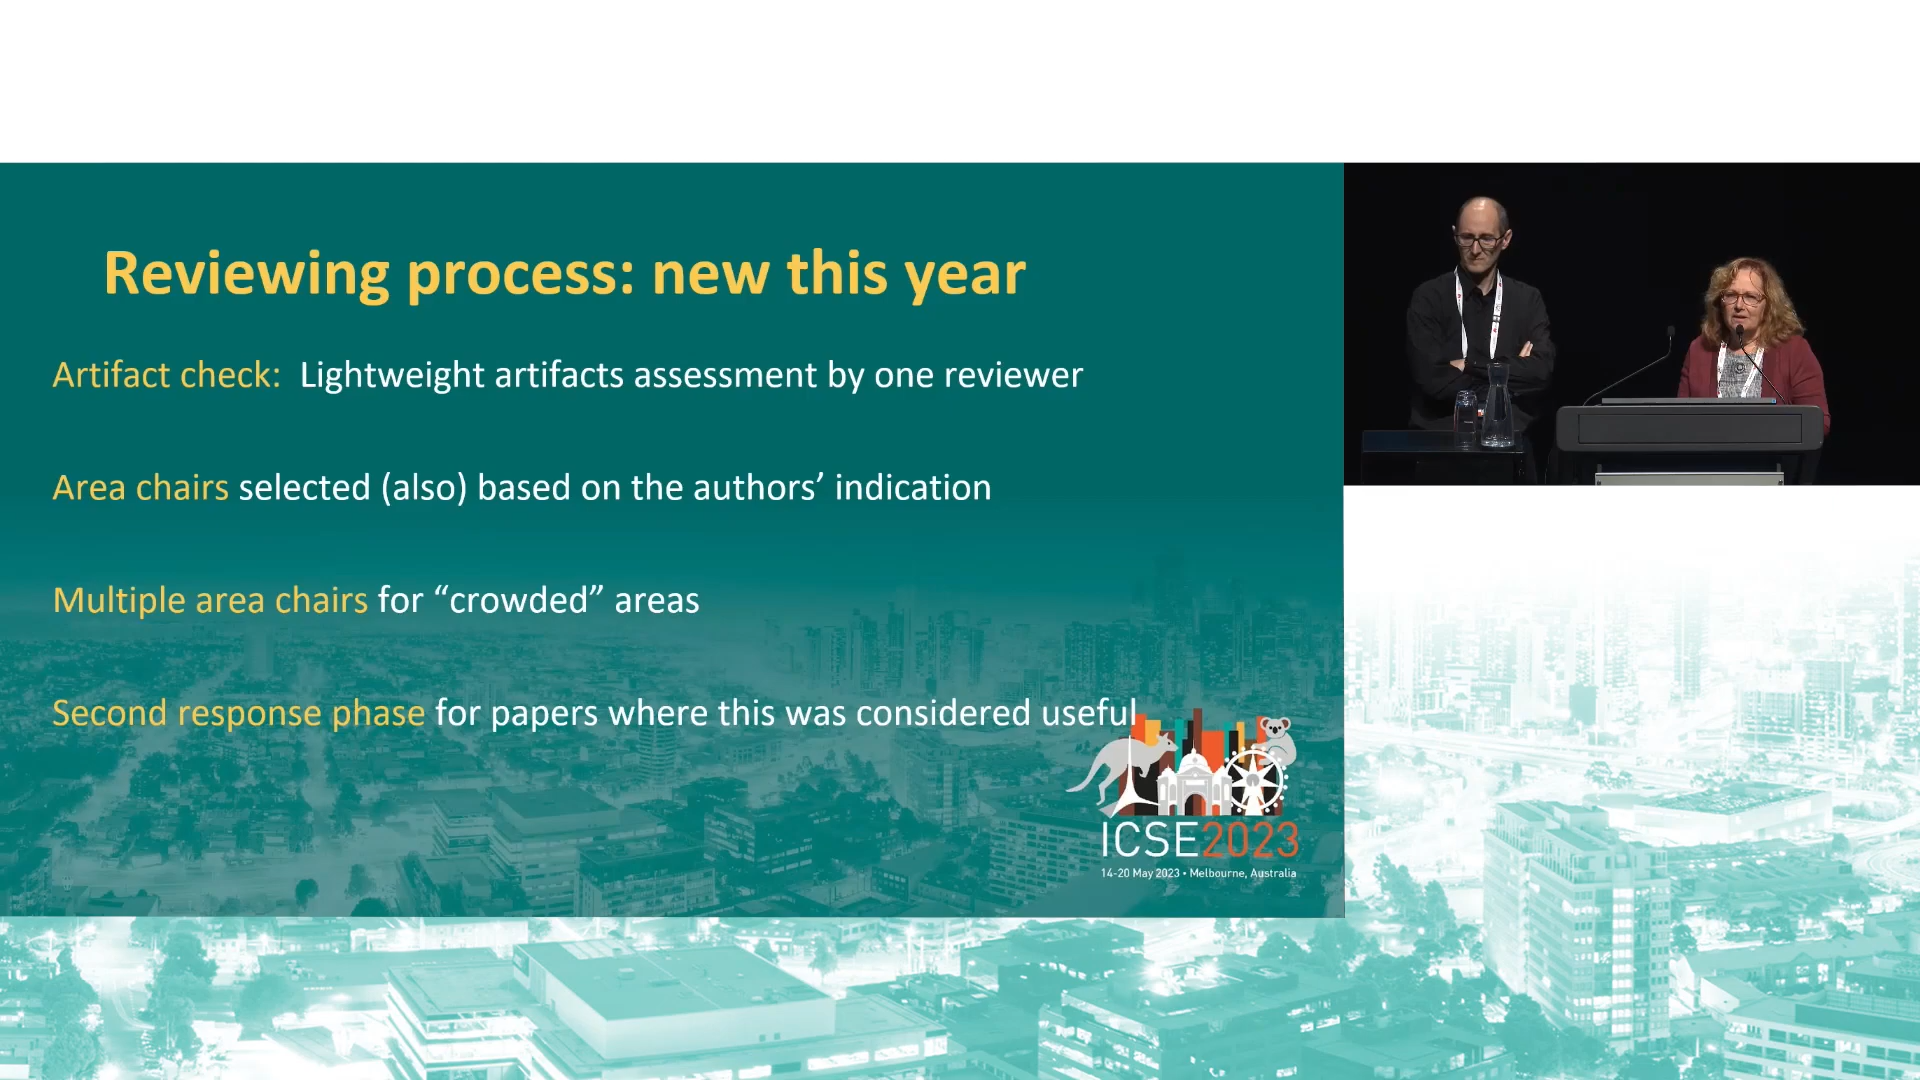 Reviewing process: new this year
Artifact check: Lightweight artifacts assessment by one reviewer
Area chairs selected (also) based on the authors’ indication
Multiple area chairs for “crowded” areas
Second response phase for papers where this was considered useful
ICSE2023
14-20 May 2023 • Melbourne, Australia